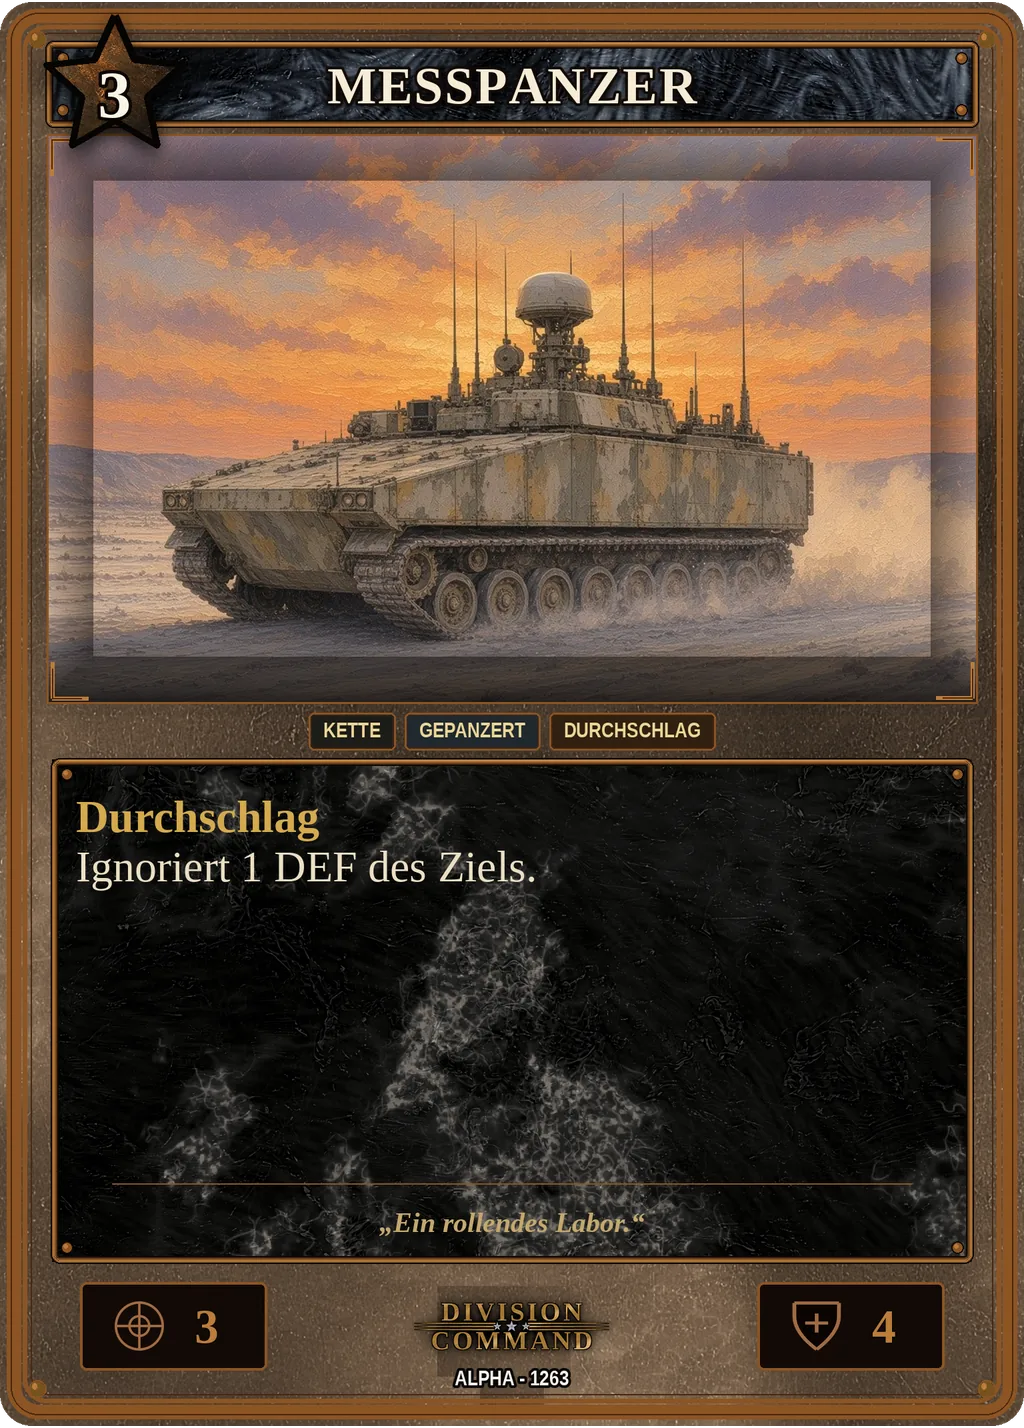 3
MESSPANZER
KETTE GEPANZERT DURCHSCHLAG
Durchschlag
Ignoriert 1 DEF des Ziels.
„Ein rollendes Labor.“
3
DIVISION
COMMAND
4
ALPHA - 1263